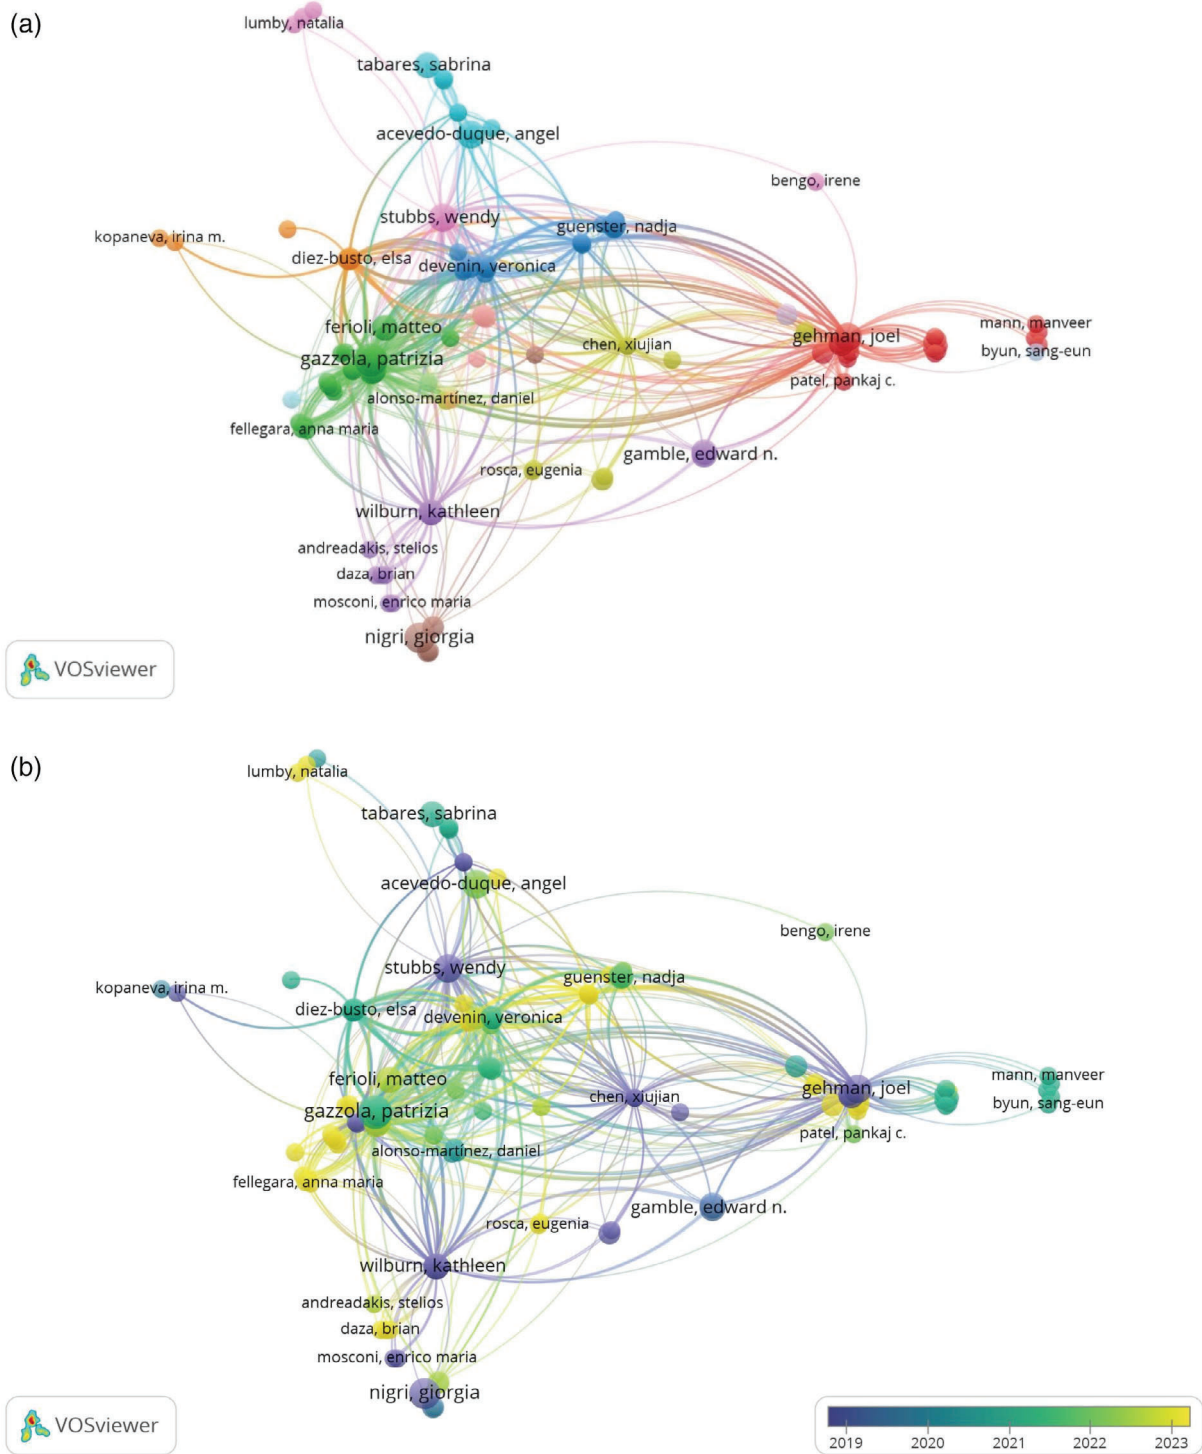 (a)
lumby, natalia
tabares, sabrina
acevedo-duque, angel
bengo, irene
stubbs, wendy
guenster, nadja
kopaneva, irina m.
diez-busto, elsa
devenin, veronica
ferioli, matteo
gehman, joel
mann, manveer
chen, xiujian
byun, sang-eun
gazzola, patrizia
patel, pankaj c.
alonso-martínez, daniel
fellegara, anna maria
gamble, edward n.
rosca, eugenia
wilburn, kathleen
andreadakis, stelios
daza, brian
mosconi, enrico maria
nigri, giorgia
VOSviewer
(b)
lumby, natalia
tabares, sabrina
acevedo-duque, angel
bengo, irene
stubbs, wendy
guenster, nadja
kopaneva, irina m.
diez-busto, elsa
devenin, veronica
ferioli, matteo
mann, manveer
gehman, joel
chen, xiujian
byun, sang-eun
gazzola, patrizia
patel, pankaj c.
alonso-martínez, daniel
fellegara, anna maria
gamble, edward n.
rosca, eugenia
wilburn, kathleen
andreadakis, stelios
daza, brian
mosconi, enrico maria
nigri, giorgia
VOSviewer
2019 2020 2021 2022 2023